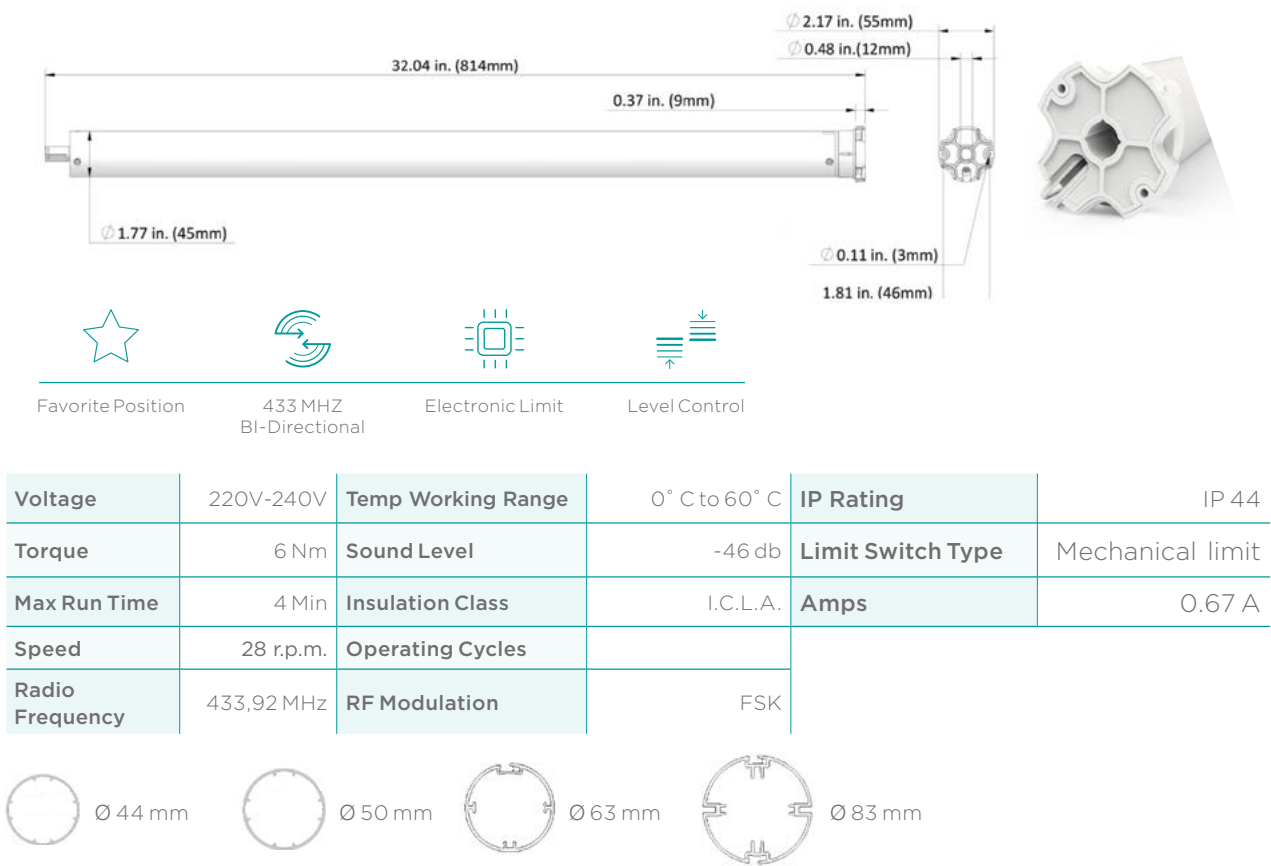 ∅ 2.17 in. (55mm)
∅ 0.48 in.(12mm)
32.04 in. (814mm)
0.37 in. (9mm)
∅ 1.77 in. (45mm)
∅ 0.11 in. (3mm)
1.81 in. (46mm)
Favorite Position
433 MHZ
BI-Directional
Electronic Limit
Level Control
Voltage 220V-240V Temp Working Range 0° C to 60° C IP Rating IP 44
Torque 6 Nm Sound Level -46 db Limit Switch Type Mechanical limit
Max Run Time 4 Min Insulation Class I.C.L.A. Amps 0.67 A
Speed 28 r.p.m. Operating Cycles
Radio
Frequency 433,92 MHz RF Modulation FSK
Ø 44 mm Ø 50 mm Ø 63 mm Ø 83 mm